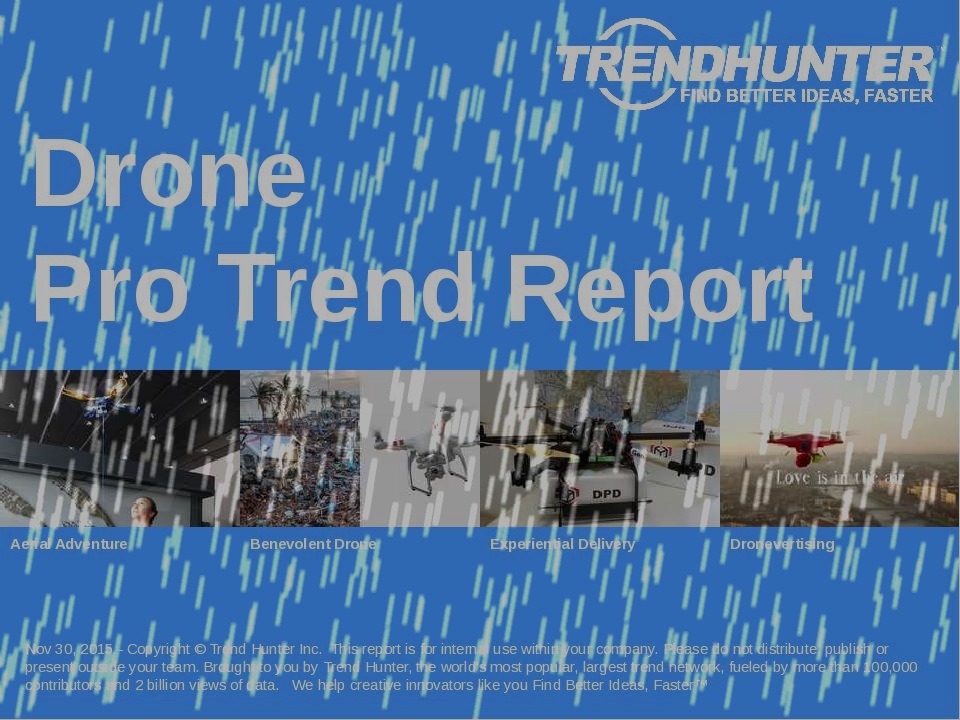 TRENDHUNTER
FIND BETTER IDEAS, FASTER
Drone
Pro Trend Report
DPD
Love is in the air
Aerial Adventure
Benevolent Drone
Experiential Delivery
Dronevertising
Nov 30, 2015 - Copyright © Trend Hunter Inc. This report is for internal use within your company. Please do not distribute, publish or
present outside your team. Brought to you by Trend Hunter, the world's most popular, largest trend network, fueled by more than 100,000
contributors and 2 billion views of data. We help creative innovators like you Find Better Ideas, Faster™